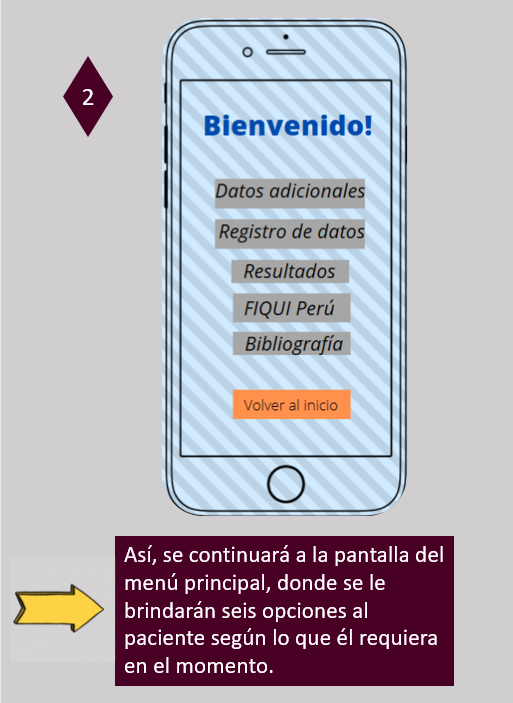 2
Bienvenido!
Datos adicionales
Registro de datos
Resultados
FIQUI Perú
Bibliografía
Volver al inicio
Así, se continuará a la pantalla del
menú principal, donde se le
brindarán seis opciones al
paciente según lo que él requiera
en el momento.